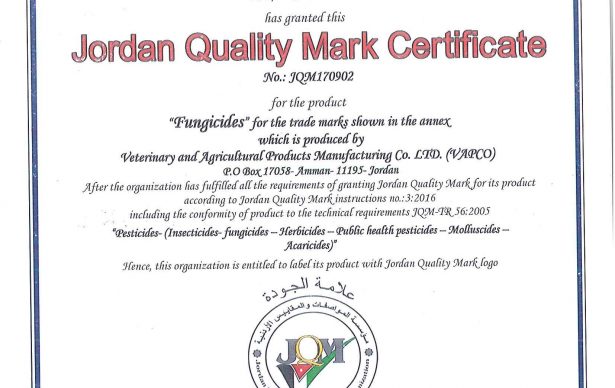 has granted this
Jordan Quality Mark Certificate
No.: JQM170902
for the product
"Fungicides" for the trade marks shown in the annex
which is produced by
Veterinary and Agricultural Products Manufacturing Co. LTD. (VAPCO)
P.O Box 17058- Amman- 11195- Jordan
After the organization has fulfilled all the requirements of granting Jordan Quality Mark for its product
according to Jordan Quality Mark instructions no.:3:2016
including the conformity of product to the technical requirements JQM-TR 56:2005
"Pesticides- (Insecticides- fungicides – Herbicides – Public health pesticides – Molluscides –
Acaricides)"
Hence, this organization is entitled to label its product with Jordan Quality Mark logo
علامة الجودة
مؤسسة المواصفات والمقاييس الأردنية
JQM
Jordan